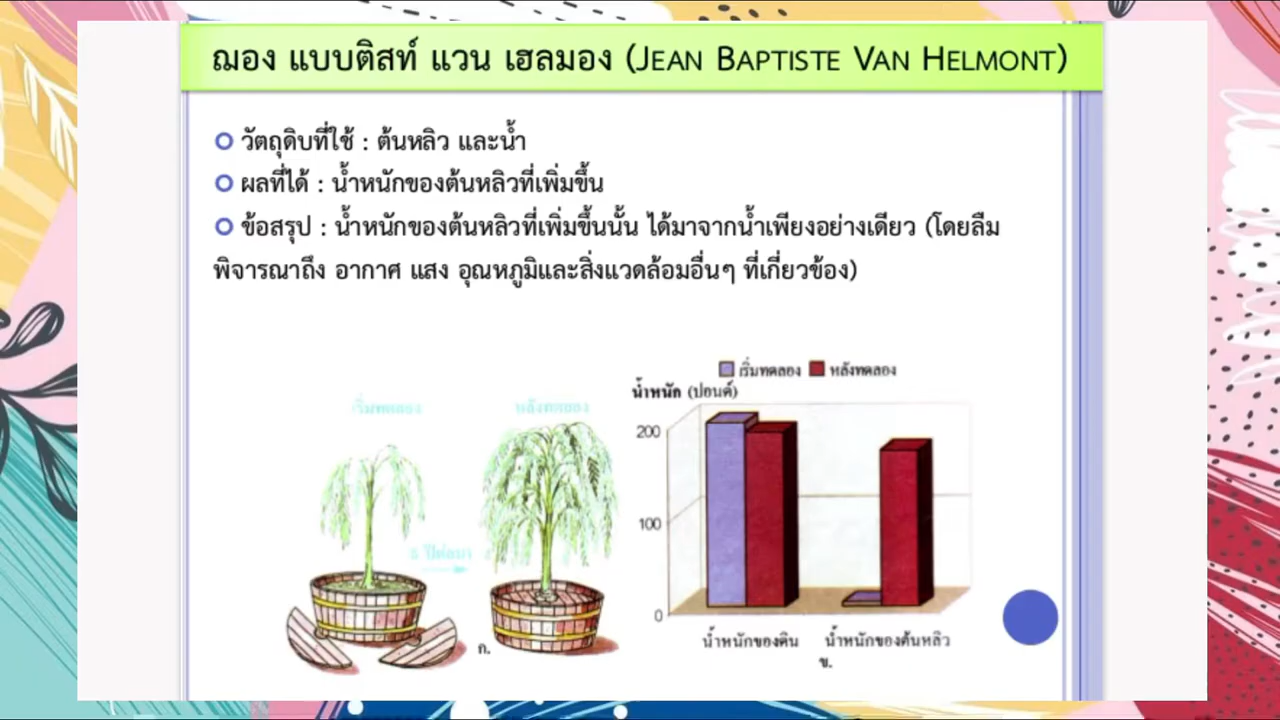 ฌอง แบบติสท์ แวน เฮลมอง (JEAN BAPTISTE VAN HELMONT)
วัตถุดิบที่ใช้ : ต้นหลิว และน้ำ
ผลที่ได้ : น้ำหนักของต้นหลิวที่เพิ่มขึ้น
ข้อสรุป : น้ำหนักของต้นหลิวที่เพิ่มขึ้นนั้น ได้มาจากน้ำเพียงอย่างเดียว (โดยลืม
พิจารณาถึง อากาศ แสง อุณหภูมิและสิ่งแวดล้อมอื่นๆ ที่เกี่ยวข้อง)
เริ่มทดลอง หลังทดลอง
น้ำหนัก (ปอนด์)
เริ่มทดลอง หลังทดลอง
200
100
0
5 ปีต่อมา
น้ำหนักของดิน น้ำหนักของต้นหลิว
ก.
ข.